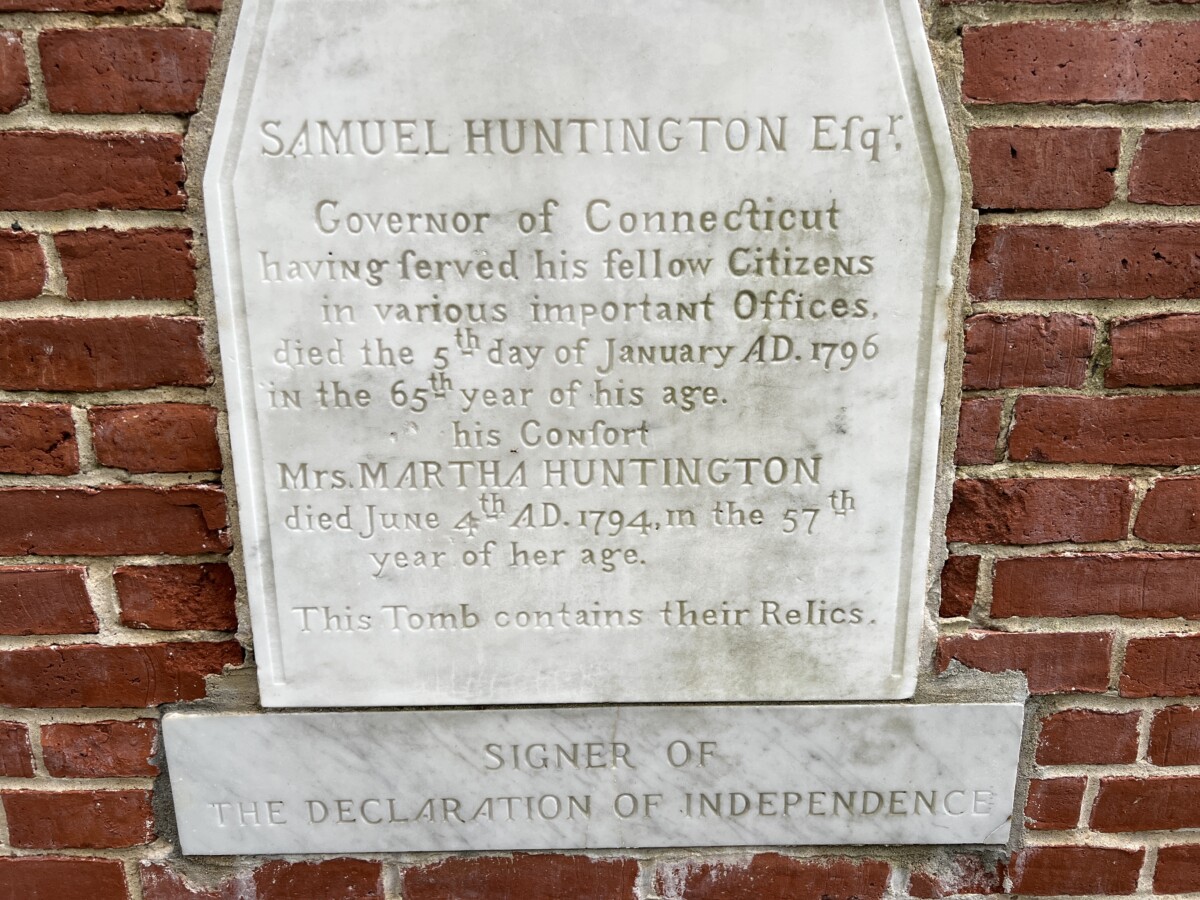 SAMUEL HUNTINGTON Eſqr.
Governor of Connecticut
having ſerved his fellow Citizens
in various important Offices,
died the 5th day of January AD. 1796
in the 65th year of his age.
his Conſort
Mrs. MARTHA HUNTINGTON
died June 4th AD. 1794, in the 57th
year of her age.
This Tomb contains their Relics.
SIGNER OF
THE DECLARATION OF INDEPENDENCE